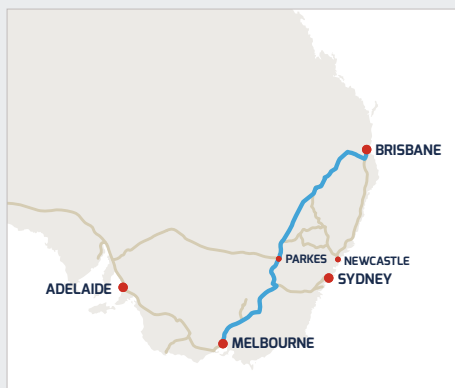 BRISBANE
PARKES
NEWCASTLE
SYDNEY
ADELAIDE
MELBOURNE